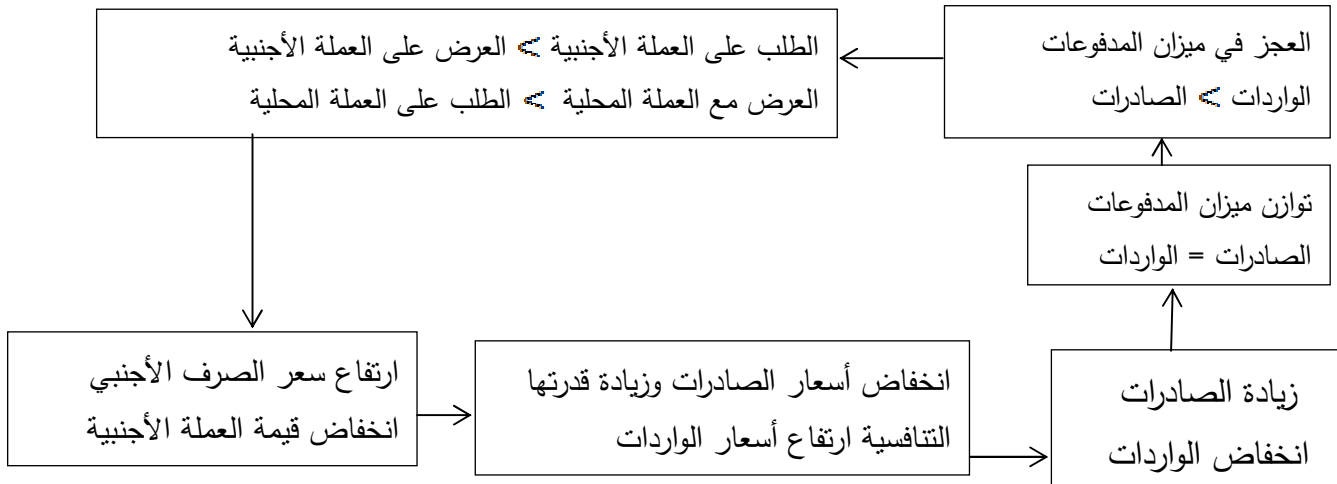 العجز في ميزان المدفوعات
الواردات > الصادرات
الطلب على العملة الأجنبية > العرض على العملة الأجنبية
العرض مع العملة المحلية > الطلب على العملة المحلية
توازن ميزان المدفوعات
الصادرات = الواردات
ارتفاع سعر الصرف الأجنبي
انخفاض قيمة العملة الأجنبية
انخفاض أسعار الصادرات وزيادة قدرتها
التنافسية ارتفاع أسعار الواردات
زيادة الصادرات
انخفاض الواردات